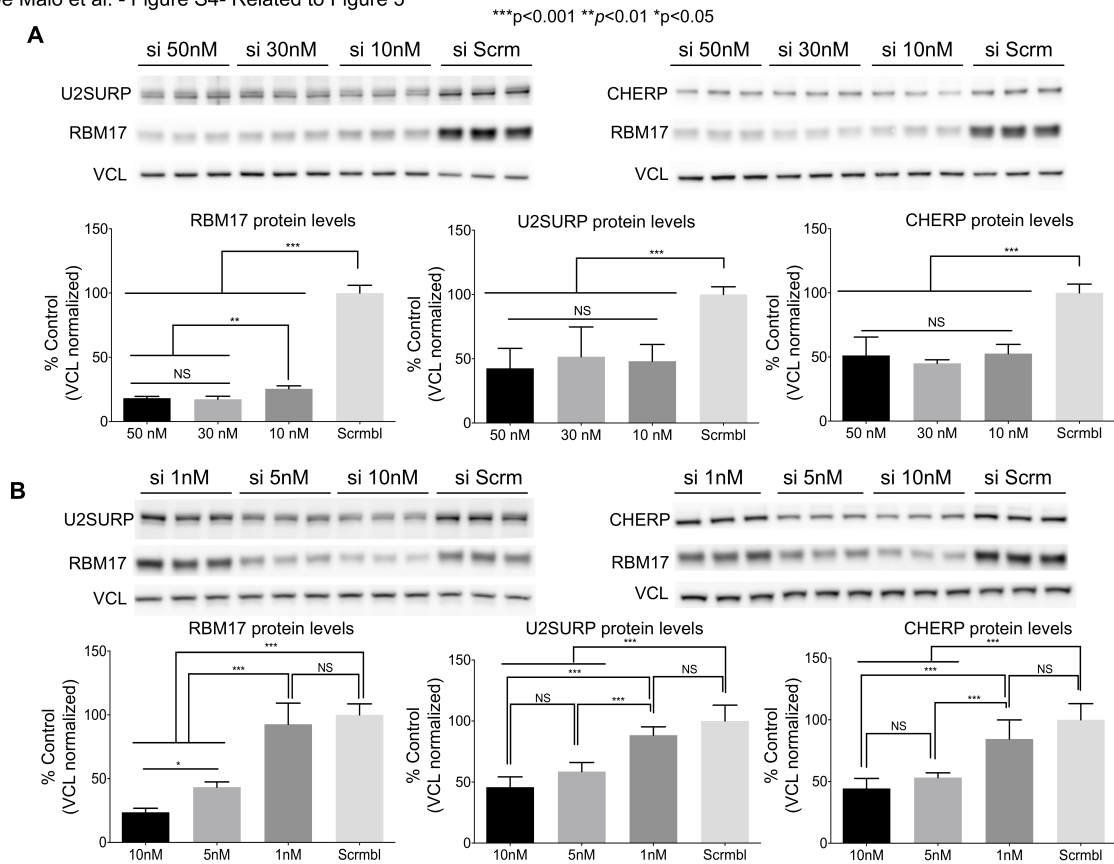 Maio et al. - Figure S4- Related to Figure 5
***p<0.001 **p<0.01 *p<0.05
A
si 50nM si 30nM si 10nM si Scrm
U2SURP
RBM17
VCL
si 50nM si 30nM si 10nM si Scrm
CHERP
RBM17
VCL
RBM17 protein levels
% Control
(VCL normalized)
150
100
50
0
***
**
NS
50 nM 30 nM 10 nM Scrmbl
U2SURP protein levels
% Control
(VCL normalized)
150
100
50
0
***
NS
50 nM 30 nM 10 nM Scrmbl
CHERP protein levels
% Control
(VCL normalized)
150
100
50
0
***
NS
50 nM 30 nM 10 nM Scrmbl
B
si 1nM si 5nM si 10nM si Scrm
U2SURP
RBM17
VCL
si 1nM si 5nM si 10nM si Scrm
CHERP
RBM17
VCL
RBM17 protein levels
% Control
(VCL normalized)
150
100
50
0
***
*** NS
*
10nM 5nM 1nM Scrmbl
U2SURP protein levels
% Control
(VCL normalized)
150
100
50
0
***
*** NS
NS ***
10nM 5nM 1nM Scrmbl
CHERP protein levels
% Control
(VCL normalized)
150
100
50
0
***
*** NS
***
NS
10nM 5nM 1nM Scrmbl